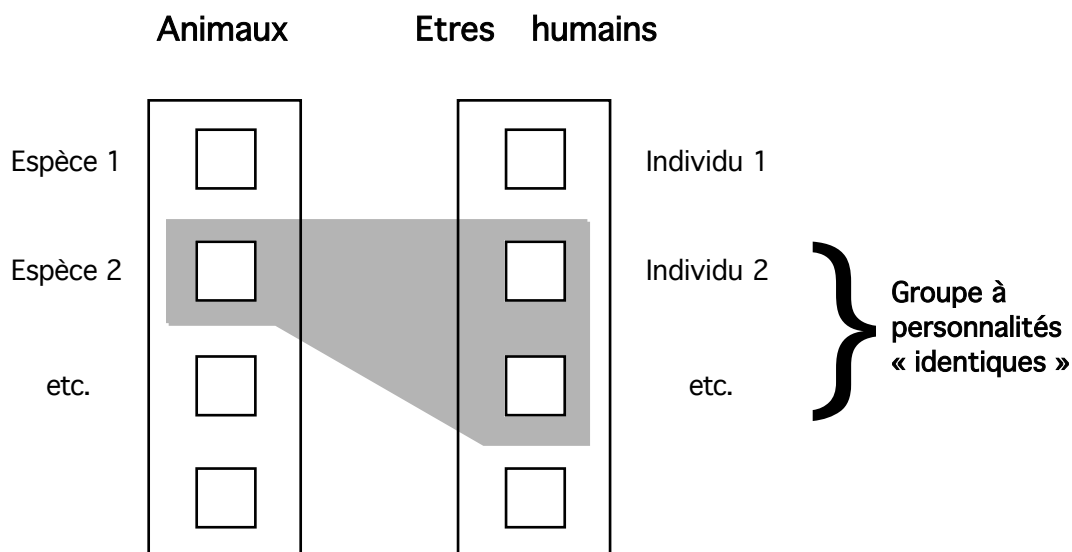 Animaux
Etres humains
Espèce 1
Individu 1
Espèce 2
Individu 2
etc.
etc.
Groupe à
personnalités
« identiques »